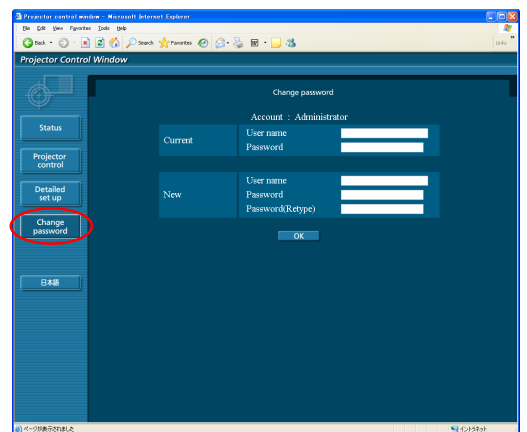 Projector control window - Microsoft Internet Explorer
File Edit View Favorites Tools Help
Back Search Favorites Links
Projector Control Window
Change password
Account : Administrator
Status
Projector
control
Detailed
set up
Change
password
日本語
Current
User name
Password
New
User name
Password
Password(Retype)
OK
ページが表示されました
イントラネット